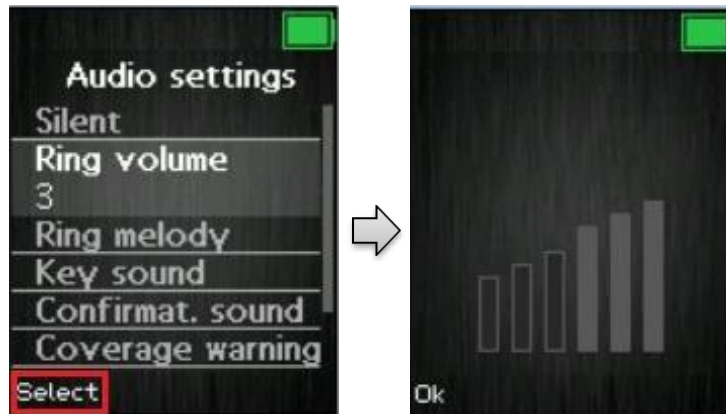 Audio settings
Silent
Ring volume
3
Ring melody
Key sound
Confirmat. sound
Coverage warning
Select
Ok